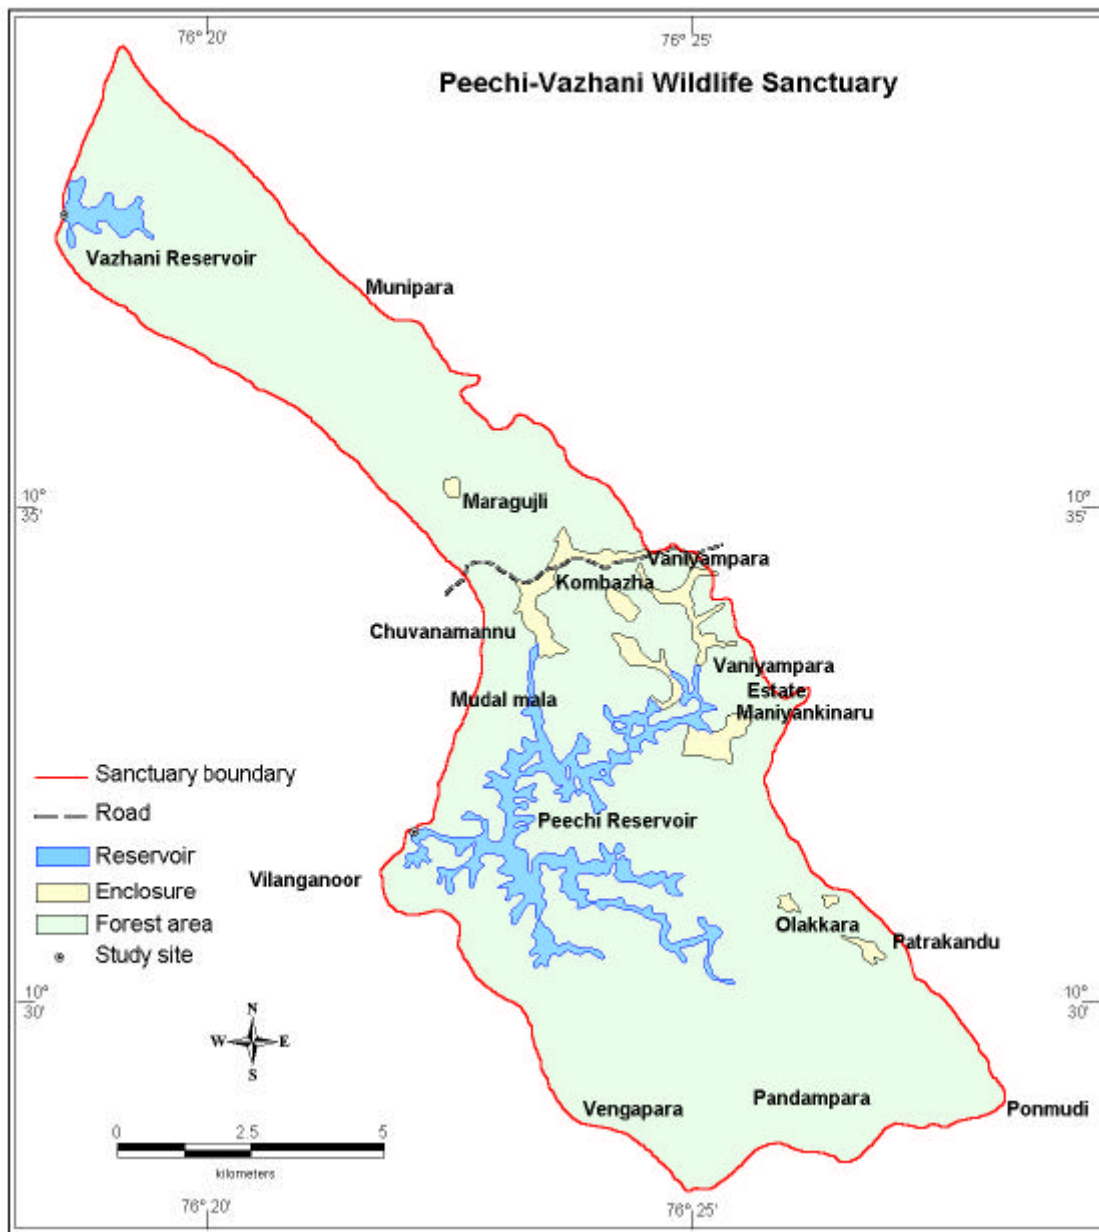 76° 20'
76° 25'
Peechi-Vazhani Wildlife Sanctuary
Vazhani Reservoir
Munipara
Maragujli
10°
35'
10°
35'
Vaniyampara
Kombazha
Chuvanamannu
Vaniyampara
Estate
Mudal mala
Maniyankinaru
Sanctuary boundary
Road
Peechi Reservoir
Reservoir
Vilanganoor
Enclosure
Forest area
Olakkara
Patrakandu
Study site
10°
30'
10°
30'
N
W
E
S
Pandampara
Vengapara
Ponmudi
0
2.5
5
kilometers
76° 20'
76° 25'